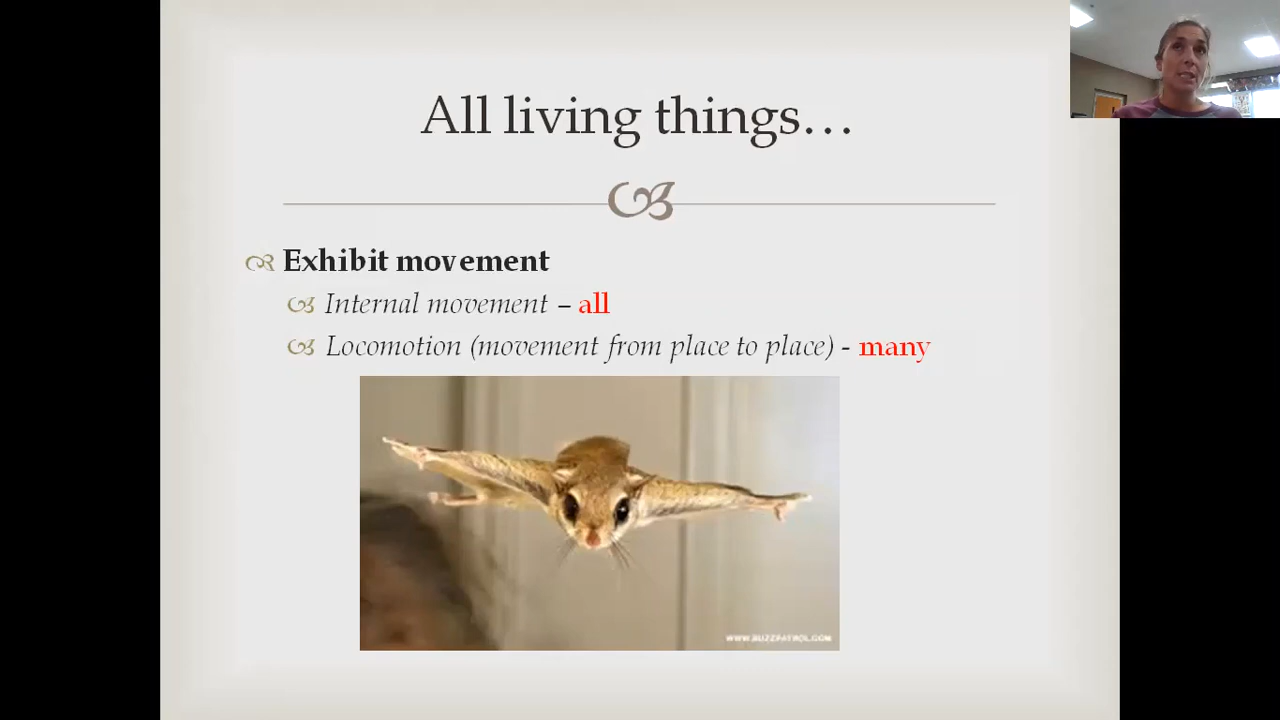 All living things…
Exhibit movement
Internal movement – all
Locomotion (movement from place to place) - many
WWW.BUZZPATROL.COM